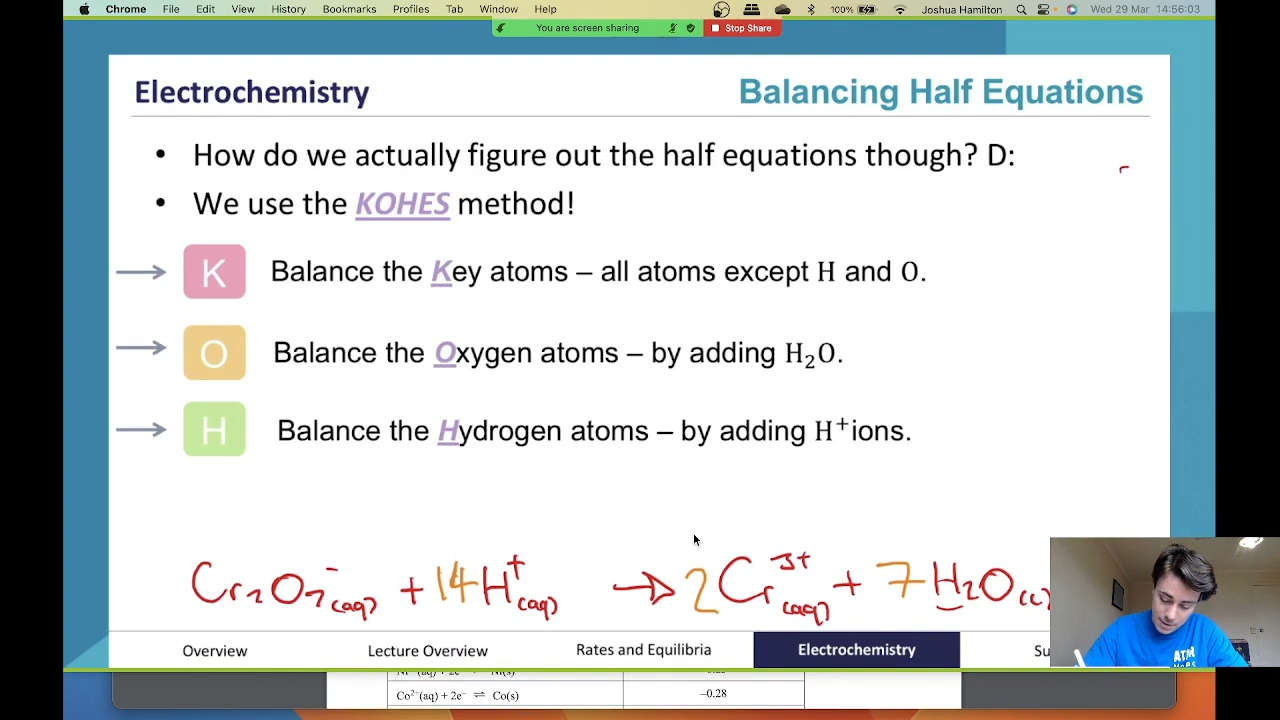 Chrome File Edit View History Bookmarks Profiles Tab Window Help 100% Joshua Hamilton Wed 29 Mar 14:56:03
You are screen sharing Stop Share
Electrochemistry Balancing Half Equations
• How do we actually figure out the half equations though? D:
• We use the KOHES method!
K Balance the Key atoms – all atoms except H and O.
O Balance the Oxygen atoms – by adding H₂O.
H Balance the Hydrogen atoms – by adding H⁺ions.
Cr₂O₇⁻(aq) + 14H⁺(aq) → 2Cr³⁺(aq) + 7H₂O(l)
Overview Lecture Overview Rates and Equilibria Electrochemistry Su
Co²⁺(aq) + 2e⁻ ⇌ Co(s) –0.28